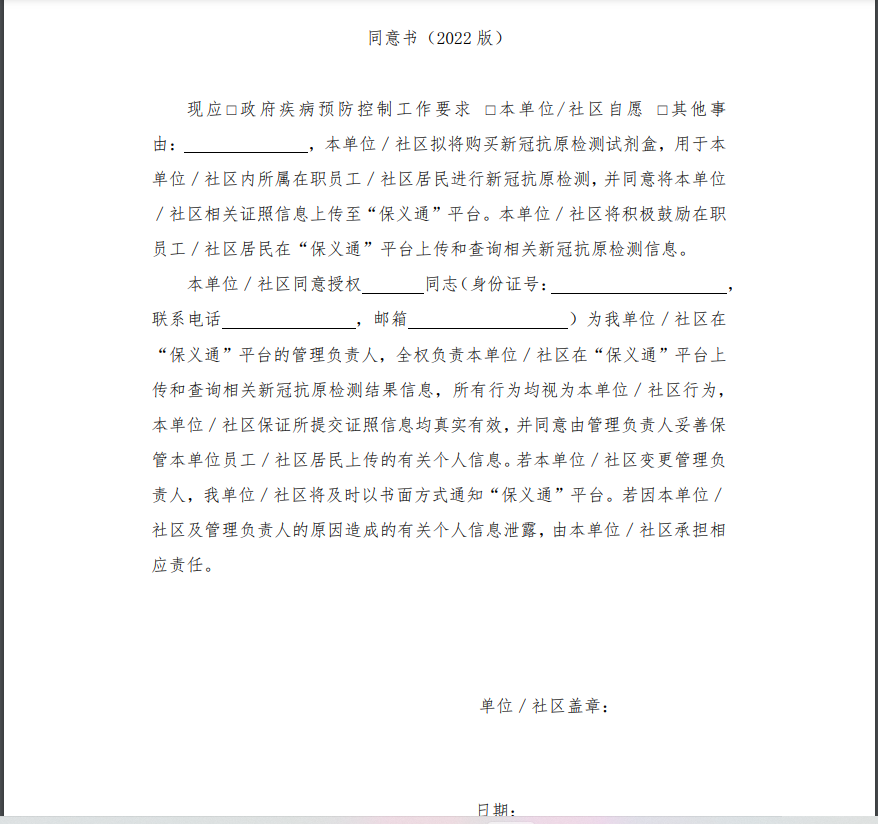 同意书（2022 版）
现应□政府疾病预防控制工作要求 □本单位/社区自愿 □其他事
由：______________，本单位/社区拟将购买新冠抗原检测试剂盒，用于本
单位/社区内所属在职员工/社区居民进行新冠抗原检测，并同意将本单位
/社区相关证照信息上传至“保义通”平台。本单位/社区将积极鼓励在职
员工/社区居民在“保义通”平台上传和查询相关新冠抗原检测信息。
本单位/社区同意授权_______同志（身份证号：____________________，
联系电话_______________，邮箱__________________）为我单位/社区在
“保义通”平台的管理负责人，全权负责本单位/社区在“保义通”平台上
传和查询相关新冠抗原检测结果信息，所有行为均视为本单位/社区行为，
本单位/社区保证所提交证照信息均真实有效，并同意由管理负责人妥善保
管本单位员工/社区居民上传的有关个人信息。若本单位/社区变更管理负
责人，我单位/社区将及时以书面方式通知“保义通”平台。若因本单位/
社区及管理负责人的原因造成的有关个人信息泄露，由本单位/社区承担相
应责任。
单位/社区盖章：
日期：